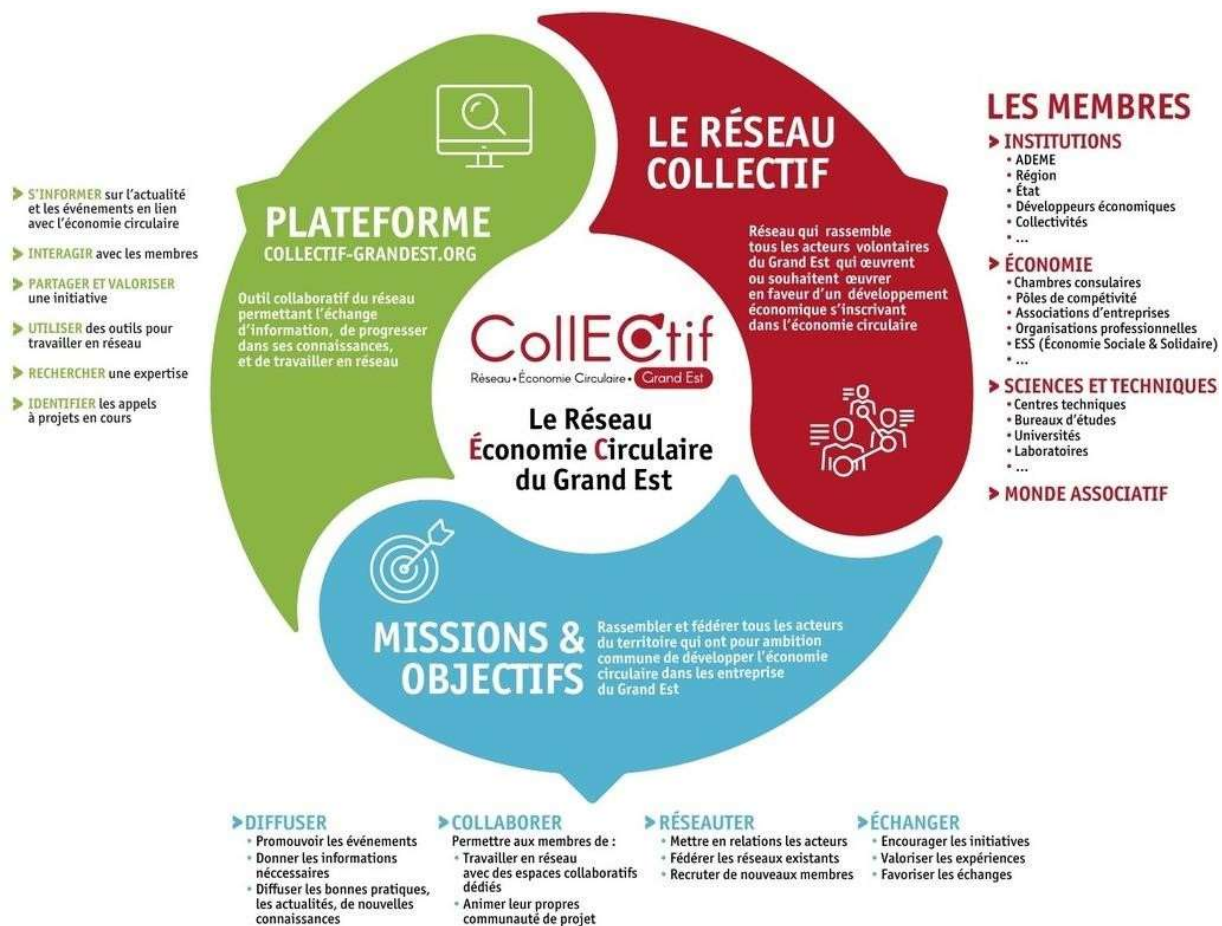 PLATEFORME
COLLECTIF-GRANDEST.ORG
Outil collaboratif du réseau
permettant l'échange
d'information, de progresser
dans ses connaissances,
et de travailler en réseau
> S'INFORMER sur l'actualité
et les événements en lien
avec l'économie circulaire
> INTERAGIR avec les membres
> PARTAGER ET VALORISER
une initiative
> UTILISER des outils pour
travailler en réseau
> RECHERCHER une expertise
> IDENTIFIER les appels
à projets en cours
LE RÉSEAU
COLLECTIF
Réseau qui rassemble
tous les acteurs volontaires
du Grand Est qui œuvrent
ou souhaitent œuvrer
en faveur d'un développement
économique s'inscrivant
dans l'économie circulaire
LES MEMBRES
> INSTITUTIONS
• ADEME
• Région
• État
• Développeurs économiques
• Collectivités
• ...
> ÉCONOMIE
• Chambres consulaires
• Pôles de compétivité
• Associations d'entreprises
• Organisations professionnelles
• ESS (Économie Sociale & Solidaire)
• ...
> SCIENCES ET TECHNIQUES
• Centres techniques
• Bureaux d'études
• Universités
• Laboratoires
• ...
> MONDE ASSOCIATIF
CollECtif
Réseau • Économie Circulaire • Grand Est
Le Réseau
Économie Circulaire
du Grand Est
MISSIONS &
OBJECTIFS
Rassembler et fédérer tous les acteurs
du territoire qui ont pour ambition
commune de développer l'économie
circulaire dans les entreprise
du Grand Est
> DIFFUSER
• Promouvoir les événements
• Donner les informations
néccessaires
• Diffuser les bonnes pratiques,
les actualités, de nouvelles
connaissances
> COLLABORER
Permettre aux membres de :
• Travailler en réseau
avec des espaces collaboratifs
dédiés
• Animer leur propres
communauté de projet
> RÉSEAUTER
• Mettre en relations les acteurs
• Fédérer les réseaux existants
• Recruter de nouveaux membres
> ÉCHANGER
• Encourager les initiatives
• Valoriser les expériences
• Favoriser les échanges